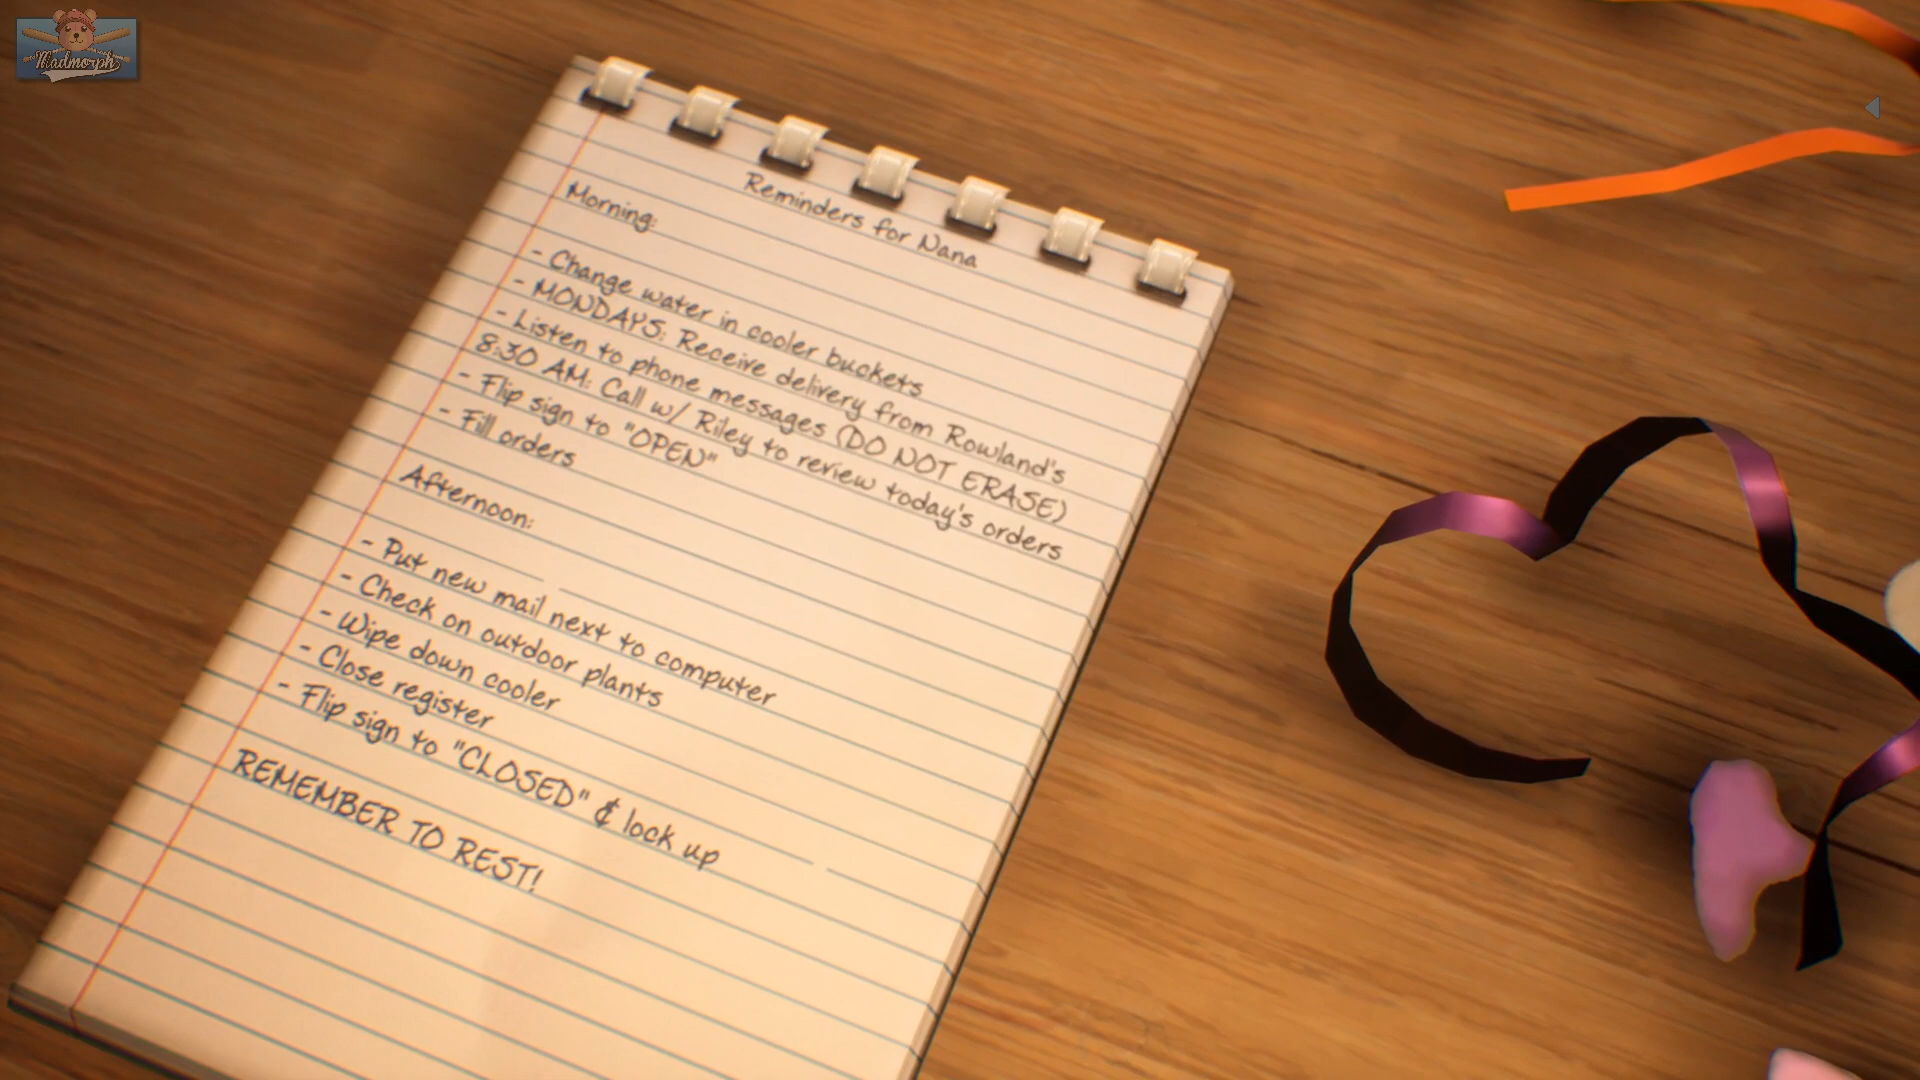 Madmorph
Reminders for Nana
Morning:
- Change water in cooler buckets
- MONDAYS: Receive delivery from Rowland's
- Listen to phone messages (DO NOT ERASE)
8:30 AM: Call w/ Riley to review today's orders
- Flip sign to "OPEN"
- Fill orders
Afternoon:
- Put new mail next to computer
- Check on outdoor plants
- Wipe down cooler
- Close register
- Flip sign to "CLOSED" & lock up
REMEMBER TO REST!